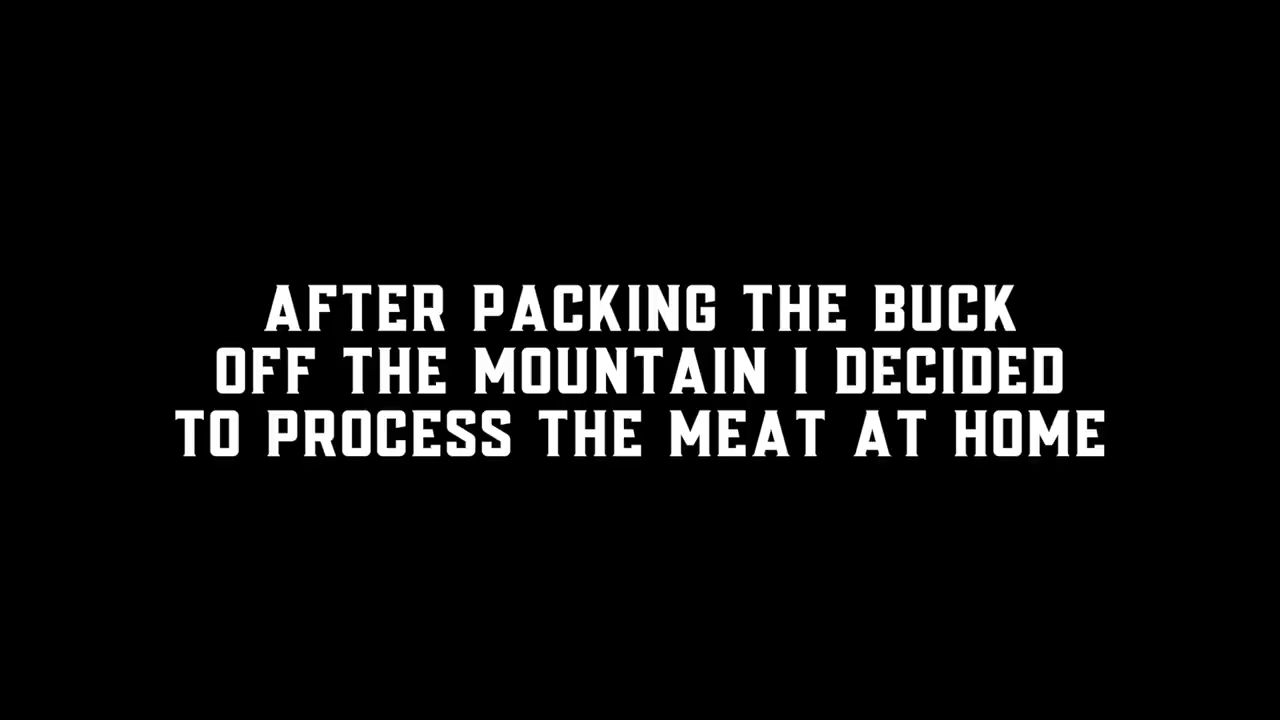 AFTER PACKING THE BUCK
OFF THE MOUNTAIN I DECIDED
TO PROCESS THE MEAT AT HOME